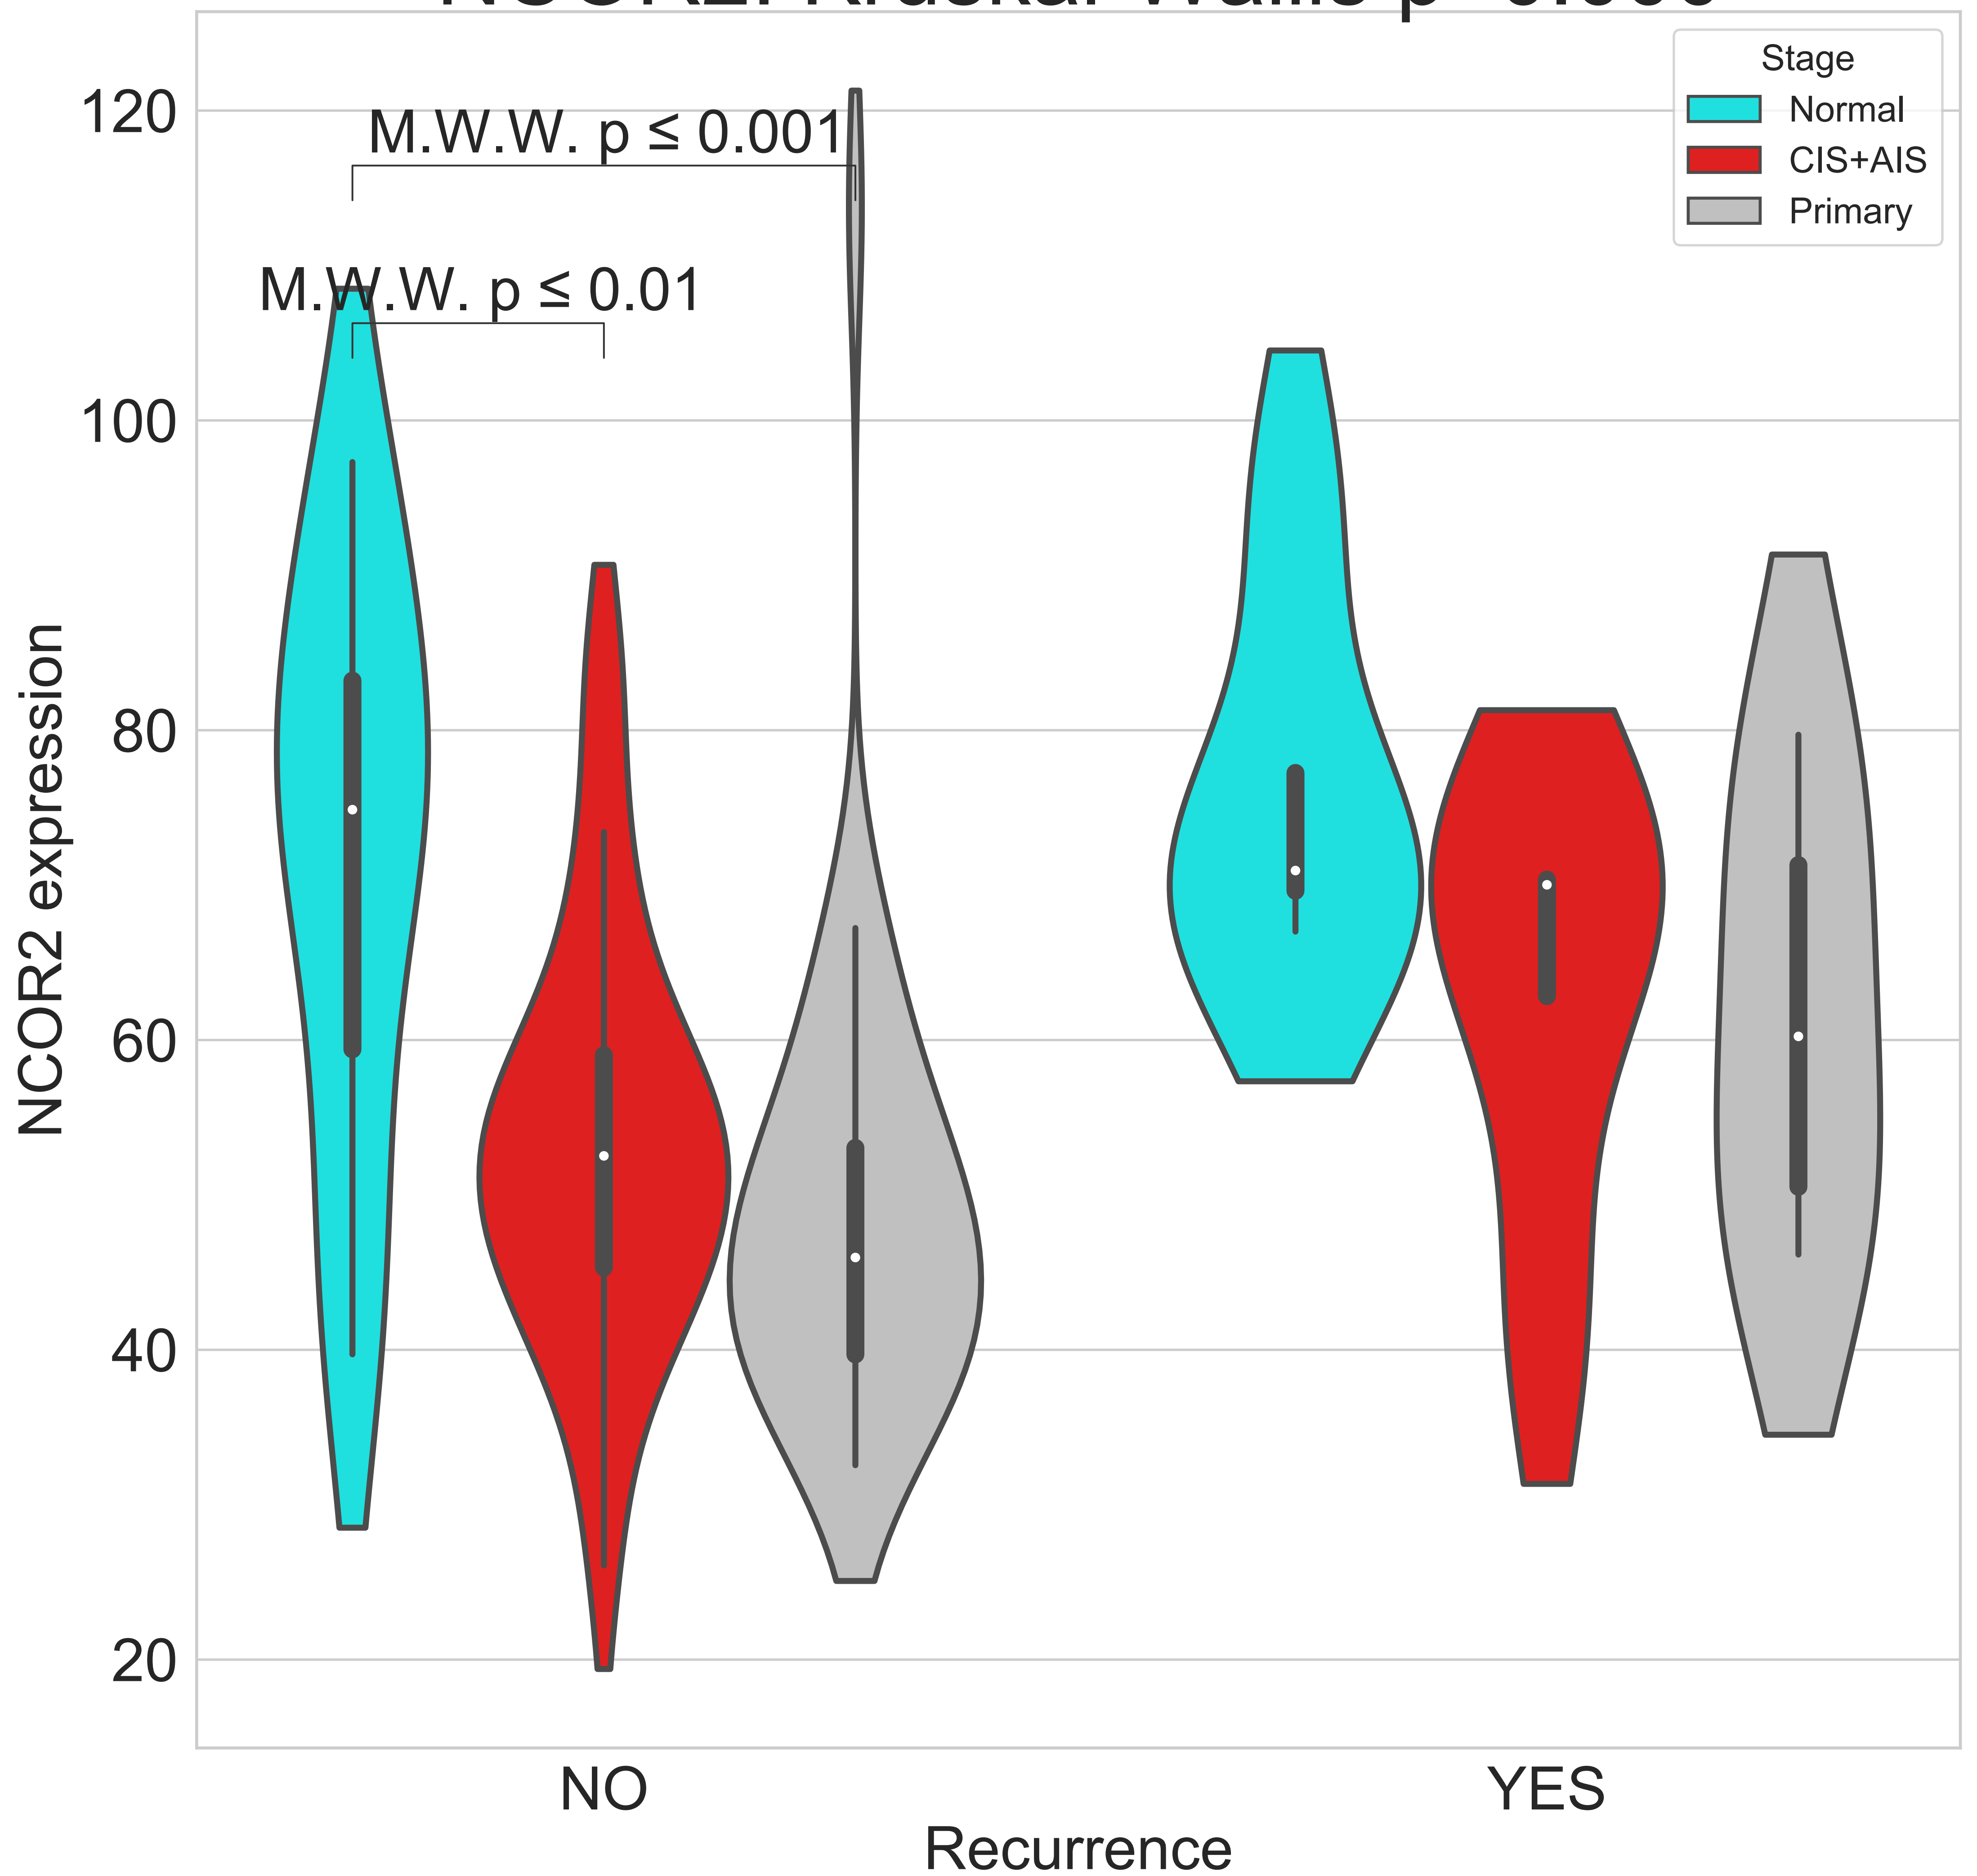 Stage
Normal
CIS+AIS
Primary
M.W.W. p ≤ 0.001
M.W.W. p ≤ 0.01
120
100
80
60
40
20
NCOR2 expression
NO
YES
Recurrence